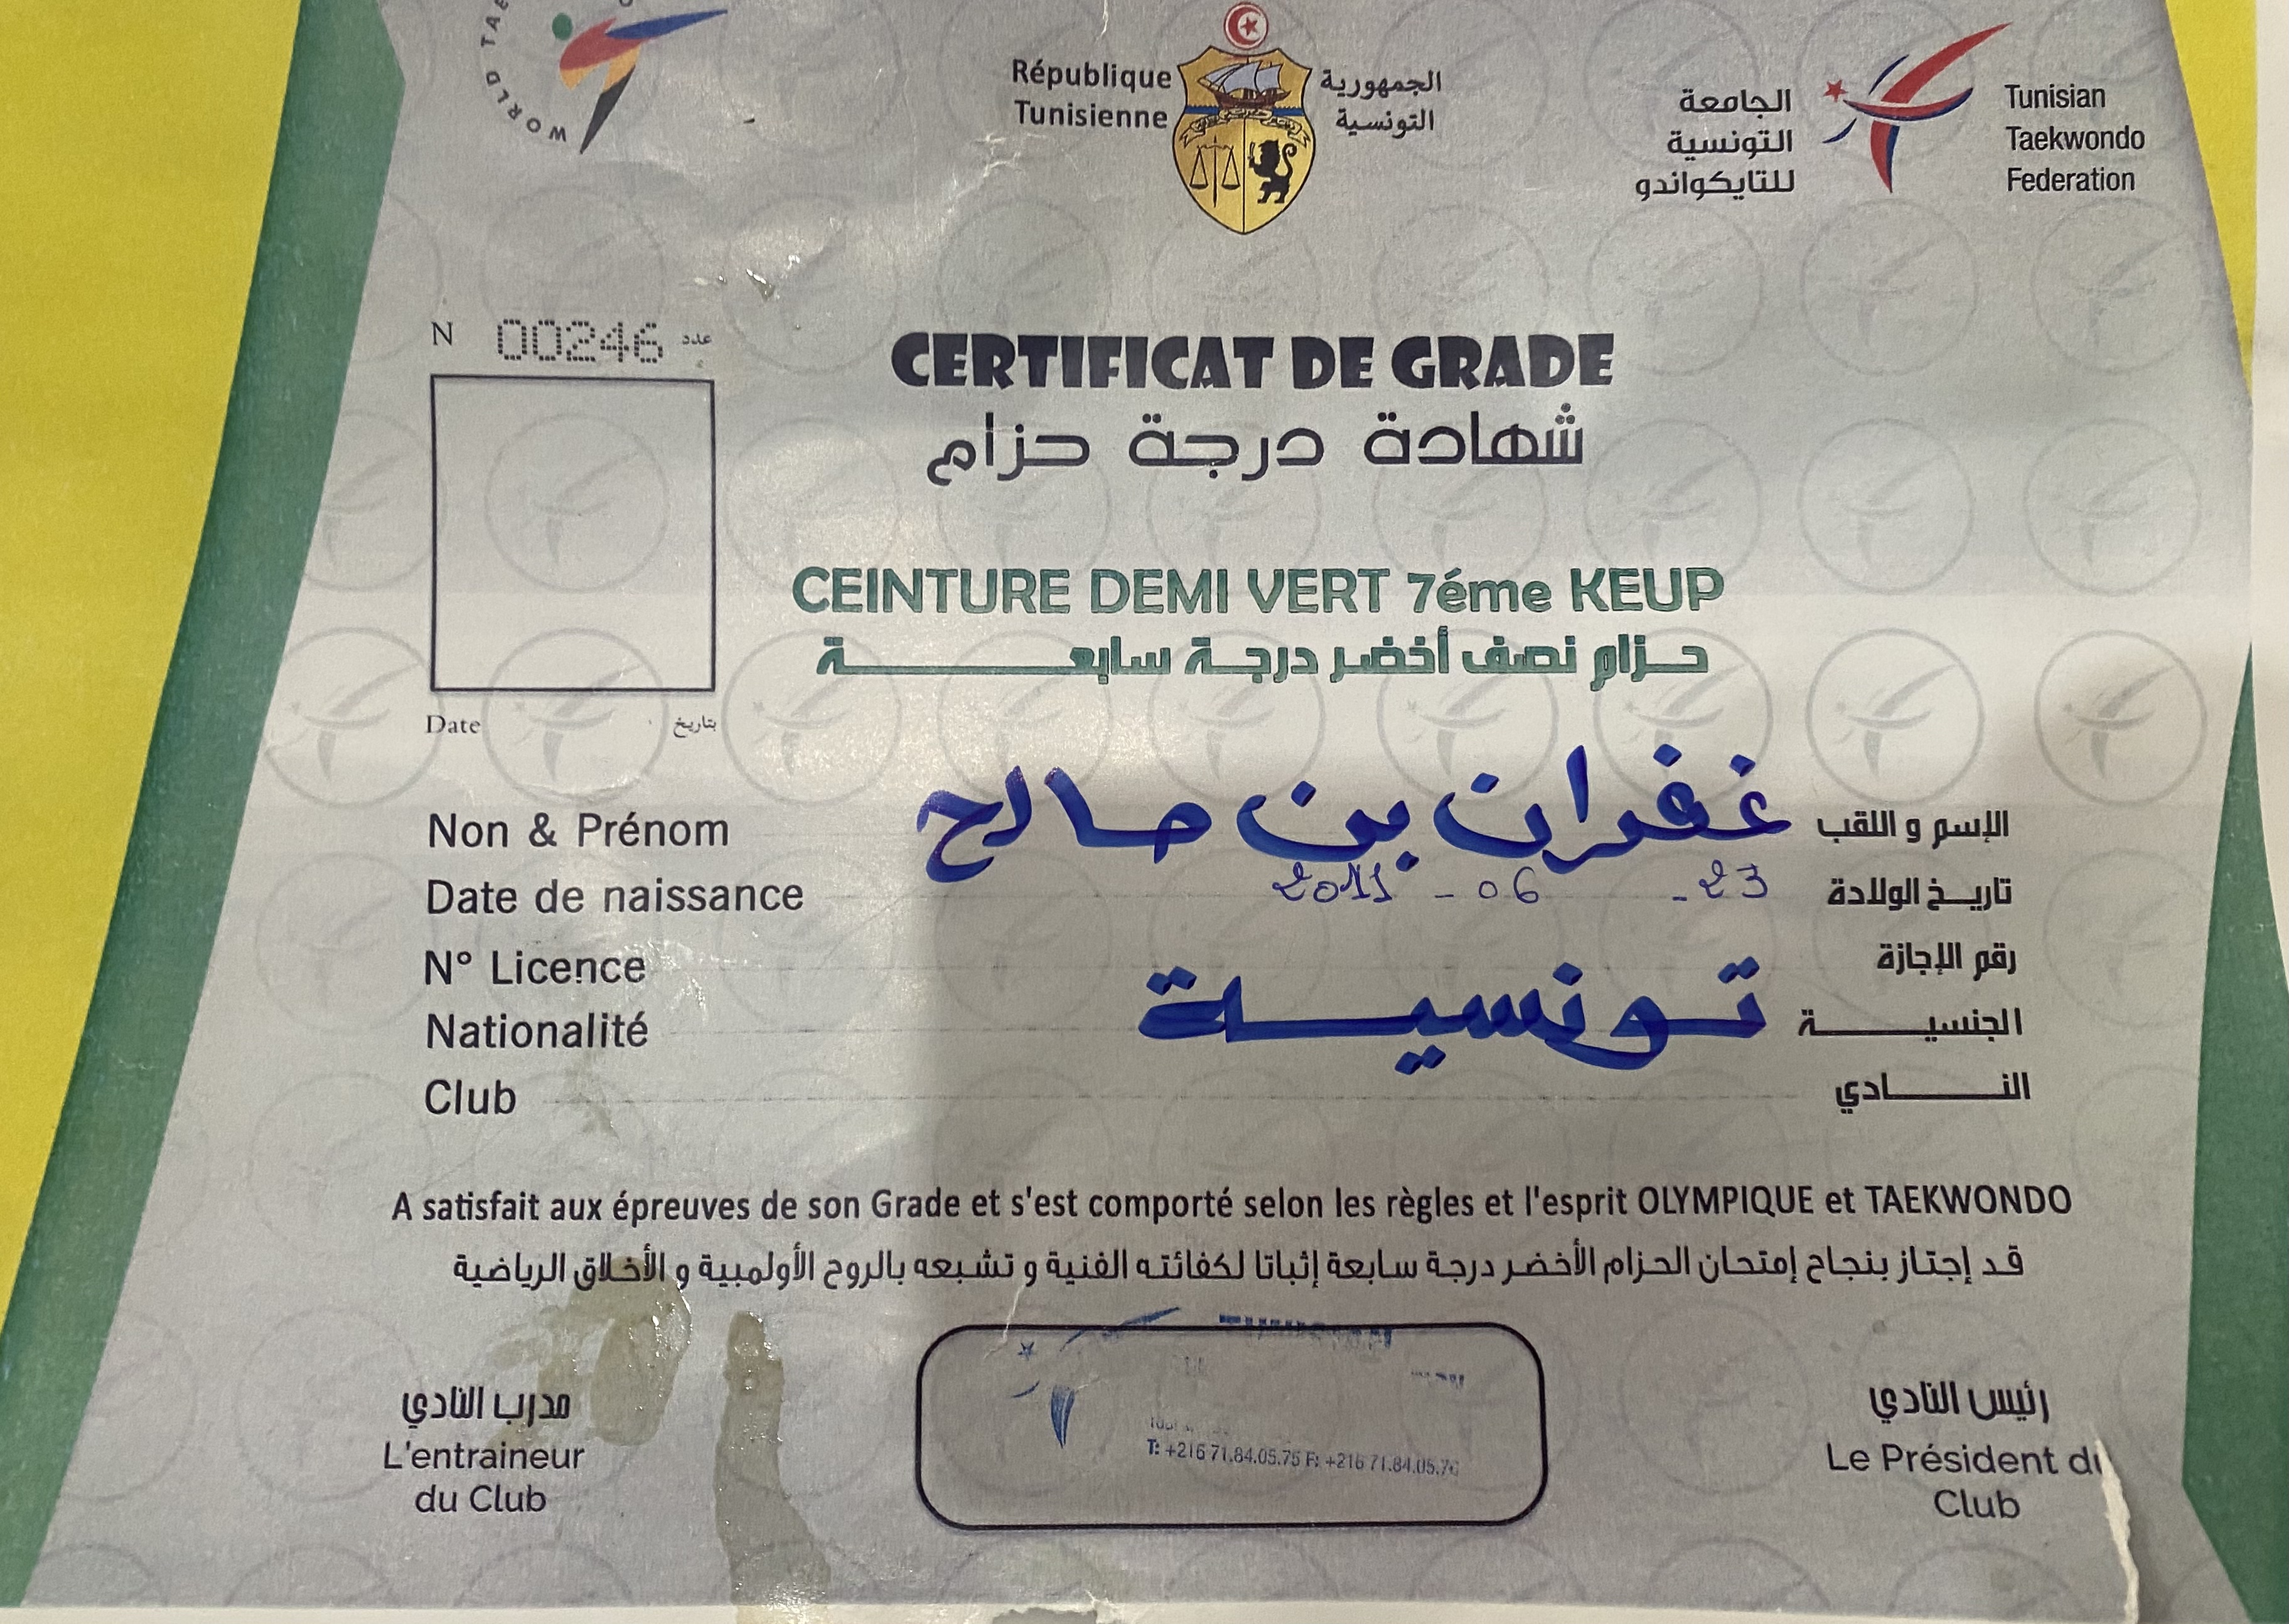 WORLD TAE
République
Tunisienne
الجمهورية
التونسية
الجامعة
التونسية
للتايكواندو
Tunisian
Taekwondo
Federation
N 00246 عدد
CERTIFICAT DE GRADE
شهادة درجة حزام
CEINTURE DEMI VERT 7éme KEUP
حزام نصف أخضر درجة سابعة
Date بتاريخ
Non & Prénom غفران بن صالح الإسم و اللقب
Date de naissance 2011 - 06 - 23 تاريخ الولادة
N° Licence رقم الإجازة
Nationalité تونسية الجنسية
Club النادي
A satisfait aux épreuves de son Grade et s'est comporté selon les règles et l'esprit OLYMPIQUE et TAEKWONDO
قد إجتاز بنجاح إمتحان الحزام الأخضر درجة سابعة إثباتا لكفائته الفنية و تشبعه بالروح الأولمبية و الأخلاق الرياضية
مدرب النادي
L'entraineur
du Club
T: +216 71.84.05.75 F: +216 71.84.05.76
رئيس النادي
Le Président du
Club